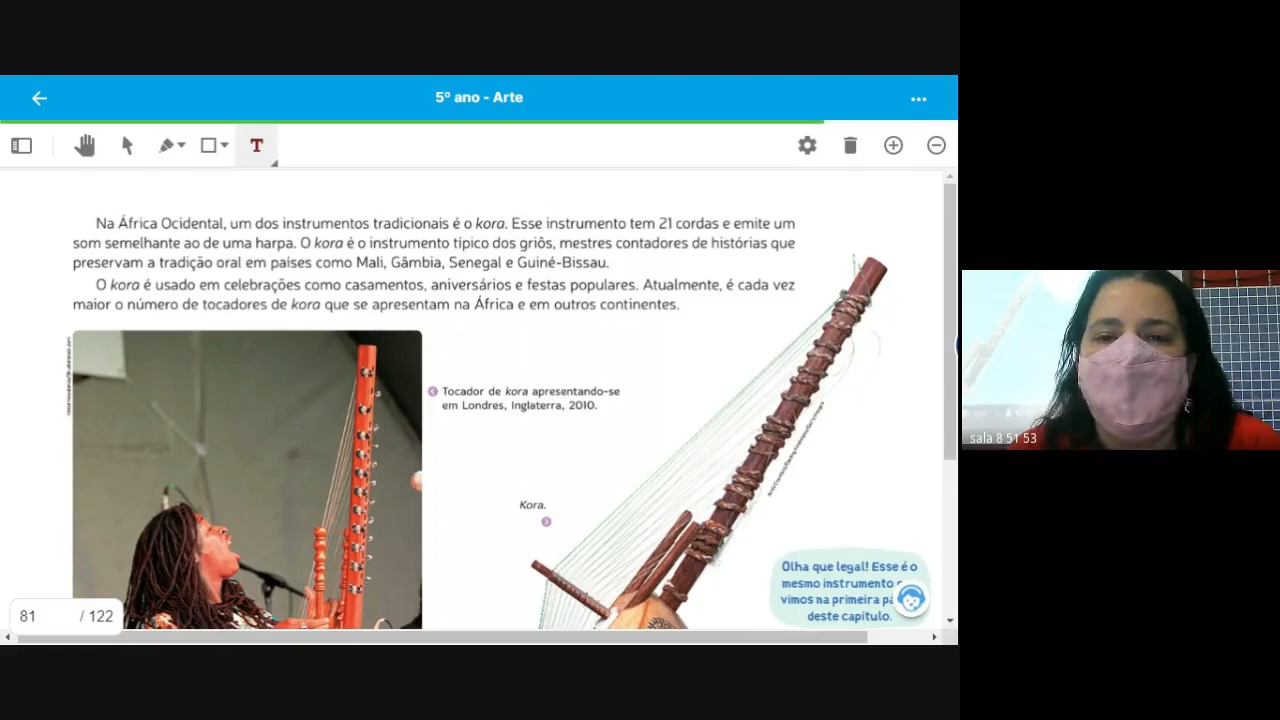 5º ano - Arte
T
Na África Ocidental, um dos instrumentos tradicionais é o kora. Esse instrumento tem 21 cordas e emite um
som semelhante ao de uma harpa. O kora é o instrumento típico dos griôs, mestres contadores de histórias que
preservam a tradição oral em países como Mali, Gâmbia, Senegal e Guiné-Bissau.
O kora é usado em celebrações como casamentos, aniversários e festas populares. Atualmente, é cada vez
maior o número de tocadores de kora que se apresentam na África e em outros continentes.
Tocador de kora apresentando-se
em Londres, Inglaterra, 2010.
Kora.
Olha que legal! Esse é o
mesmo instrumento
vimos na primeira
deste capítulo.
81 / 122
sala 8 51 53